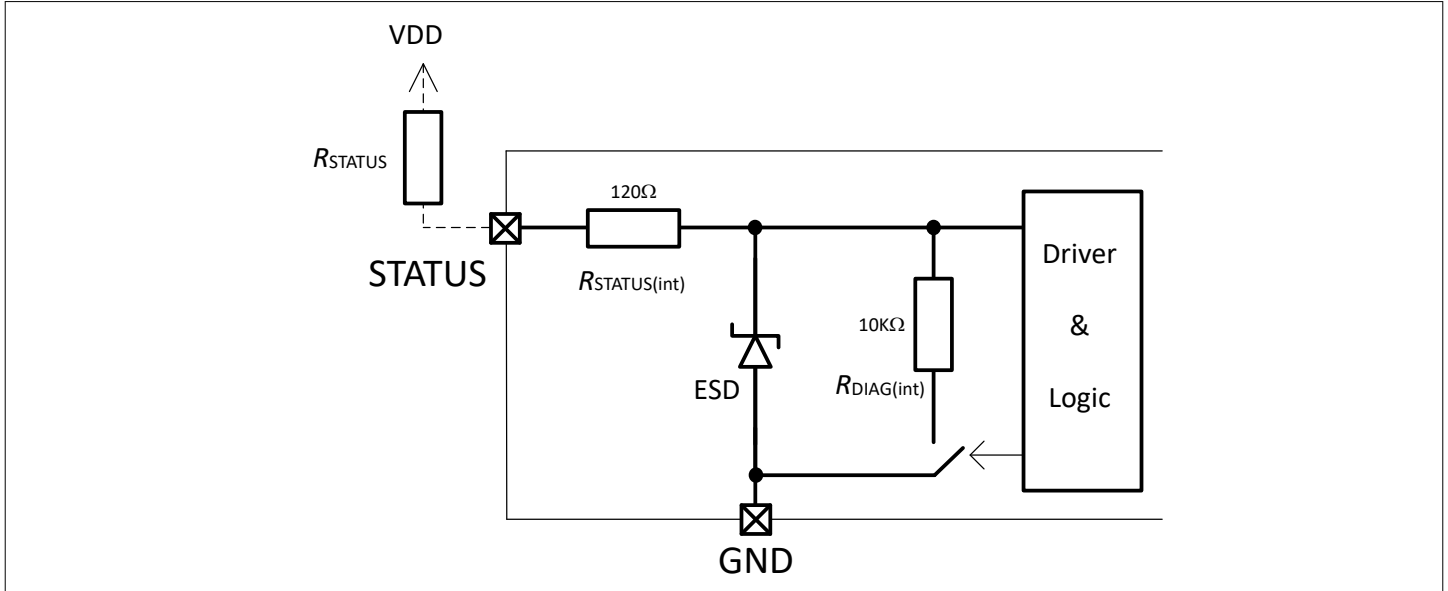 VDD
RSTATUS
120Ω
STATUS
RSTATUS(int)
Driver
&
Logic
10KΩ
RDIAG(int)
ESD
GND